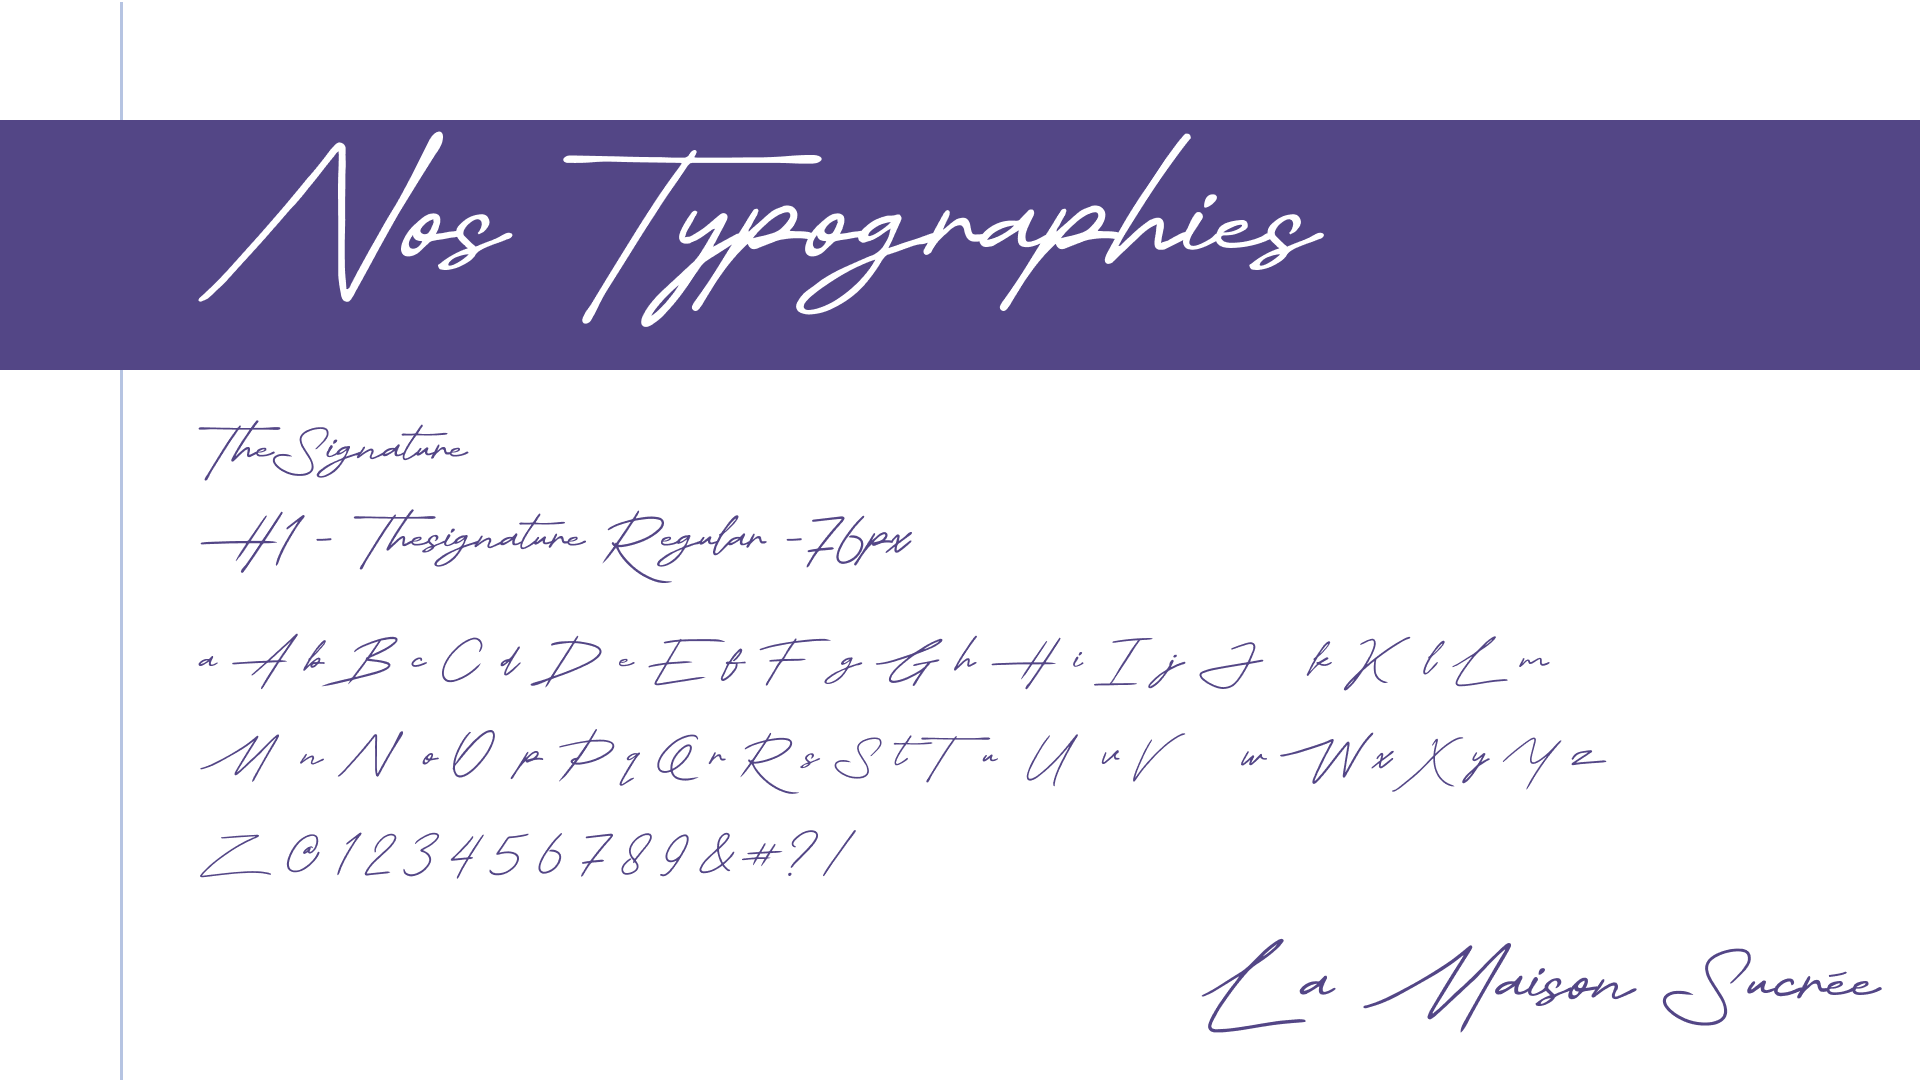 Nos Typographies
TheSignature
H1 - Thesignature Regular -76px
a A b B c C d D e E f F g G h H i I j J k K l L m
M n N o O p P q Q r R s S t T u U v V w W x X y Y z
Z @ 1 2 3 4 5 6 7 8 9 & # ? /
La Maison Sucrée